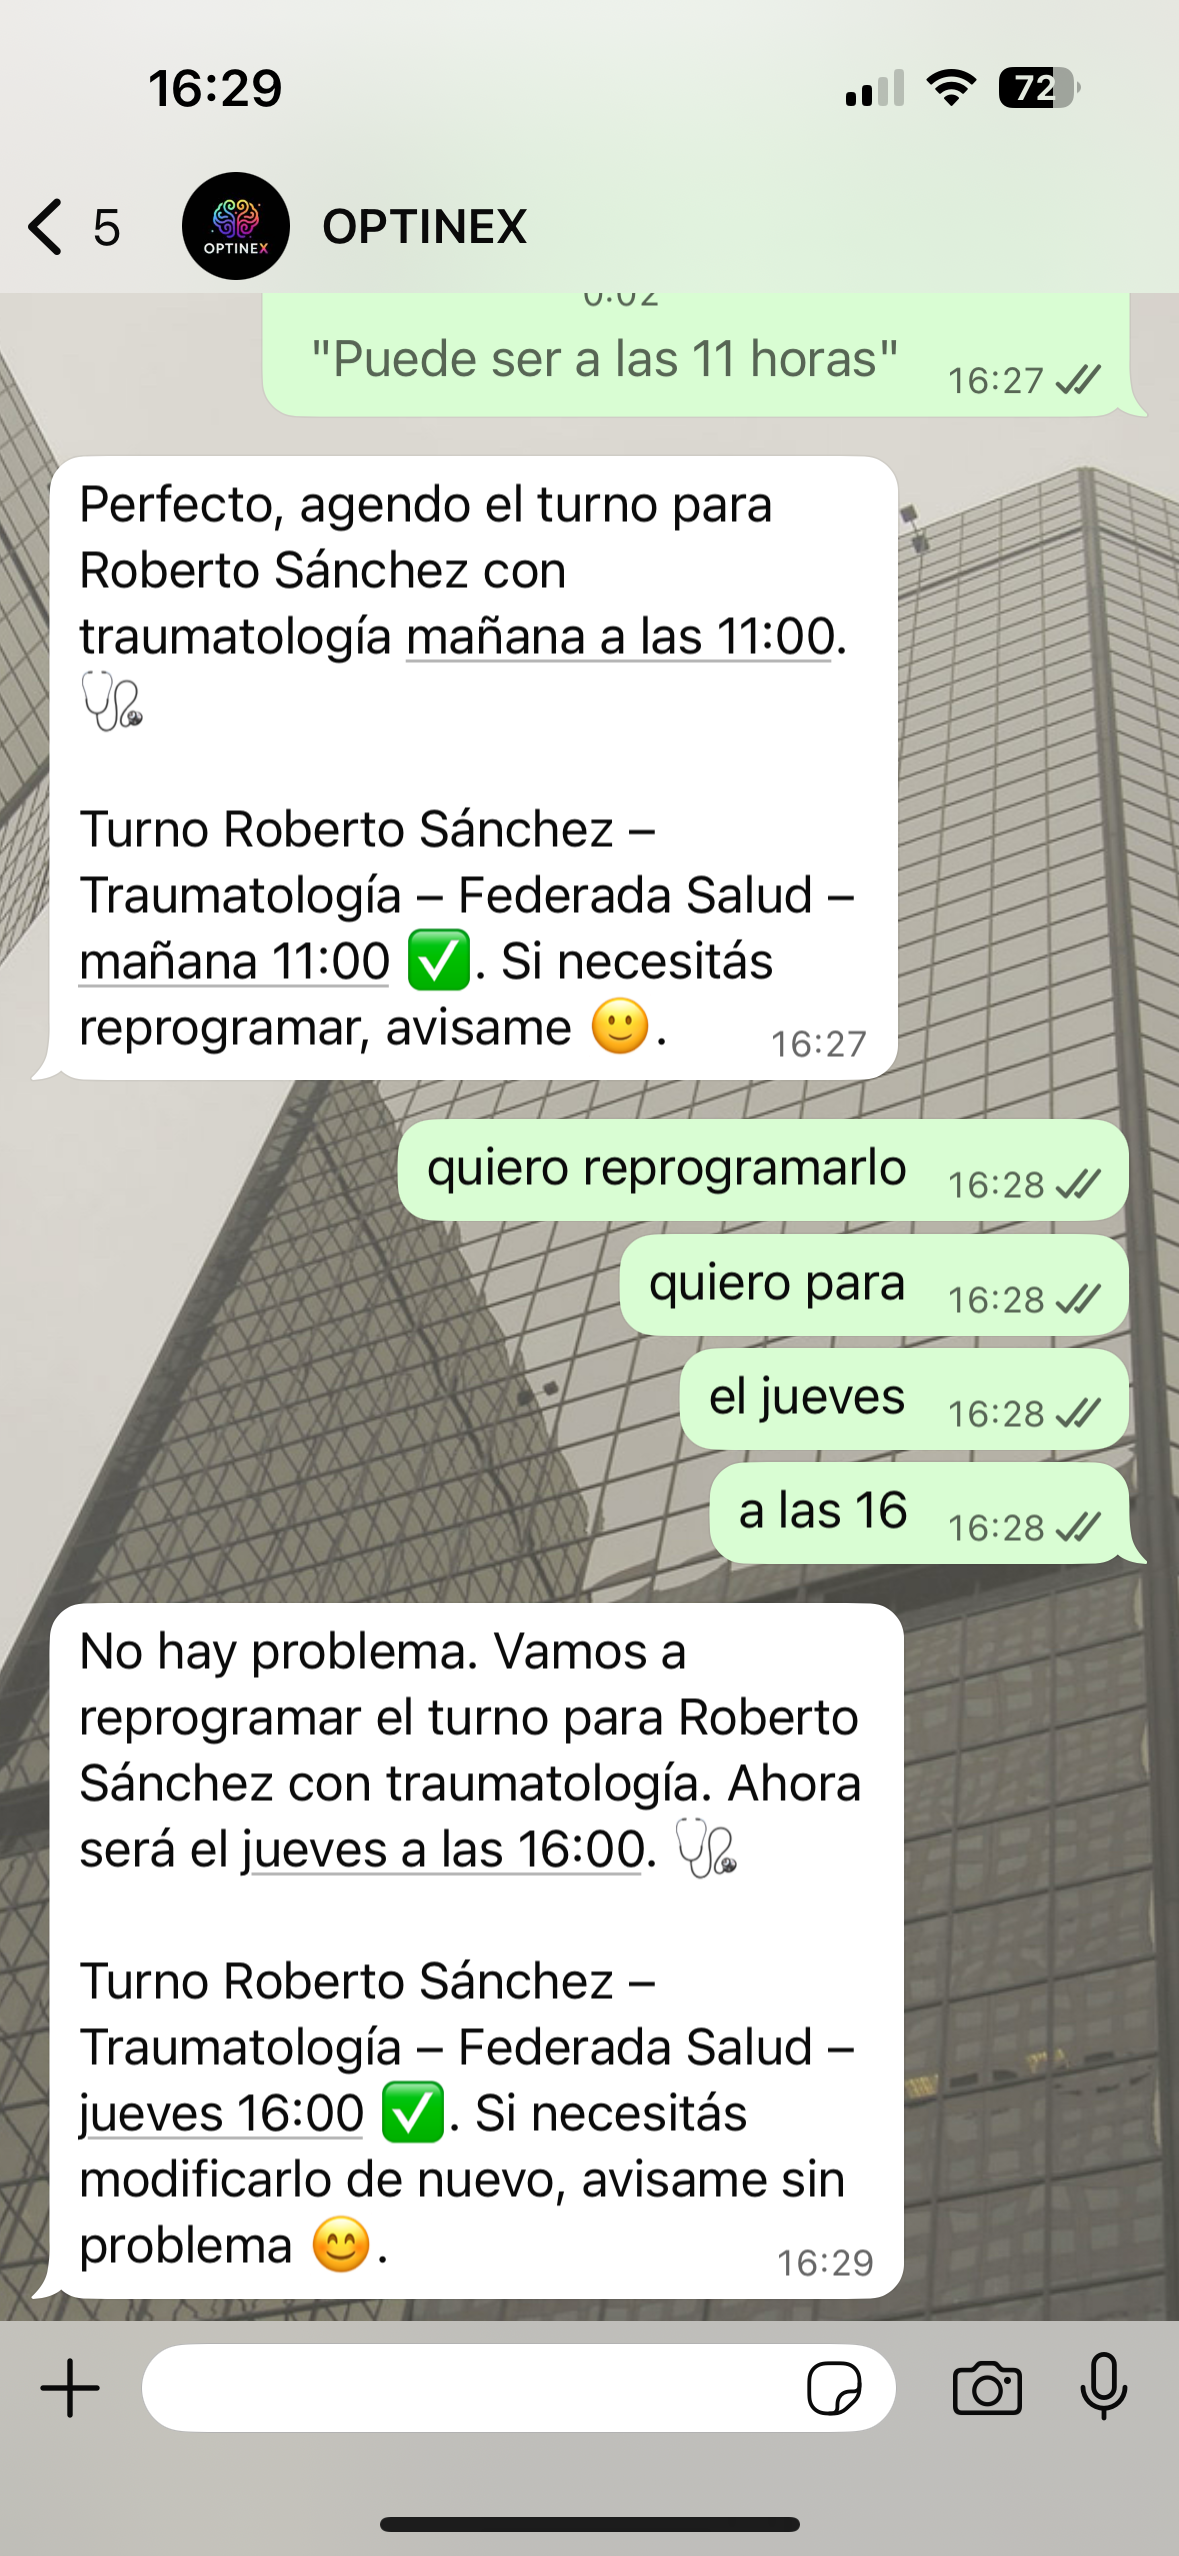 16:29
72
5
OPTINEX
OPTINEX
0:02
"Puede ser a las 11 horas"
16:27
Perfecto, agendo el turno para
Roberto Sánchez con
traumatología mañana a las 11:00.
🩺
Turno Roberto Sánchez –
Traumatología – Federada Salud –
mañana 11:00 ✅. Si necesitás
reprogramar, avisame 🙂.
16:27
quiero reprogramarlo 16:28
quiero para 16:28
el jueves 16:28
a las 16 16:28
No hay problema. Vamos a
reprogramar el turno para Roberto
Sánchez con traumatología. Ahora
será el jueves a las 16:00. 🩺
Turno Roberto Sánchez –
Traumatología – Federada Salud –
jueves 16:00 ✅. Si necesitás
modificarlo de nuevo, avisame sin
problema 😊.
16:29